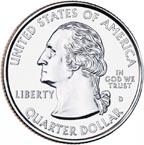 UNITED STATES OF AMERICA
LIBERTY
IN
GOD WE
TRUST
D
QUARTER DOLLAR